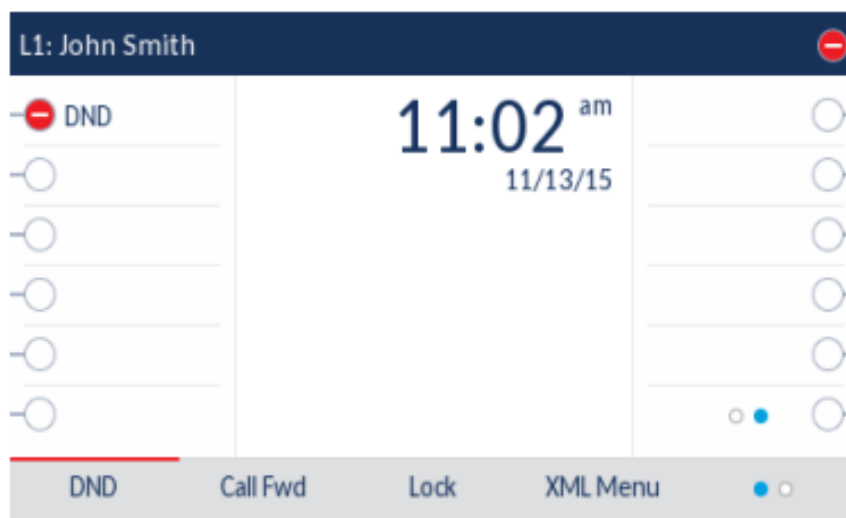 L1: John Smith
DND
11:02 am
11/13/15
DND Call Fwd Lock XML Menu